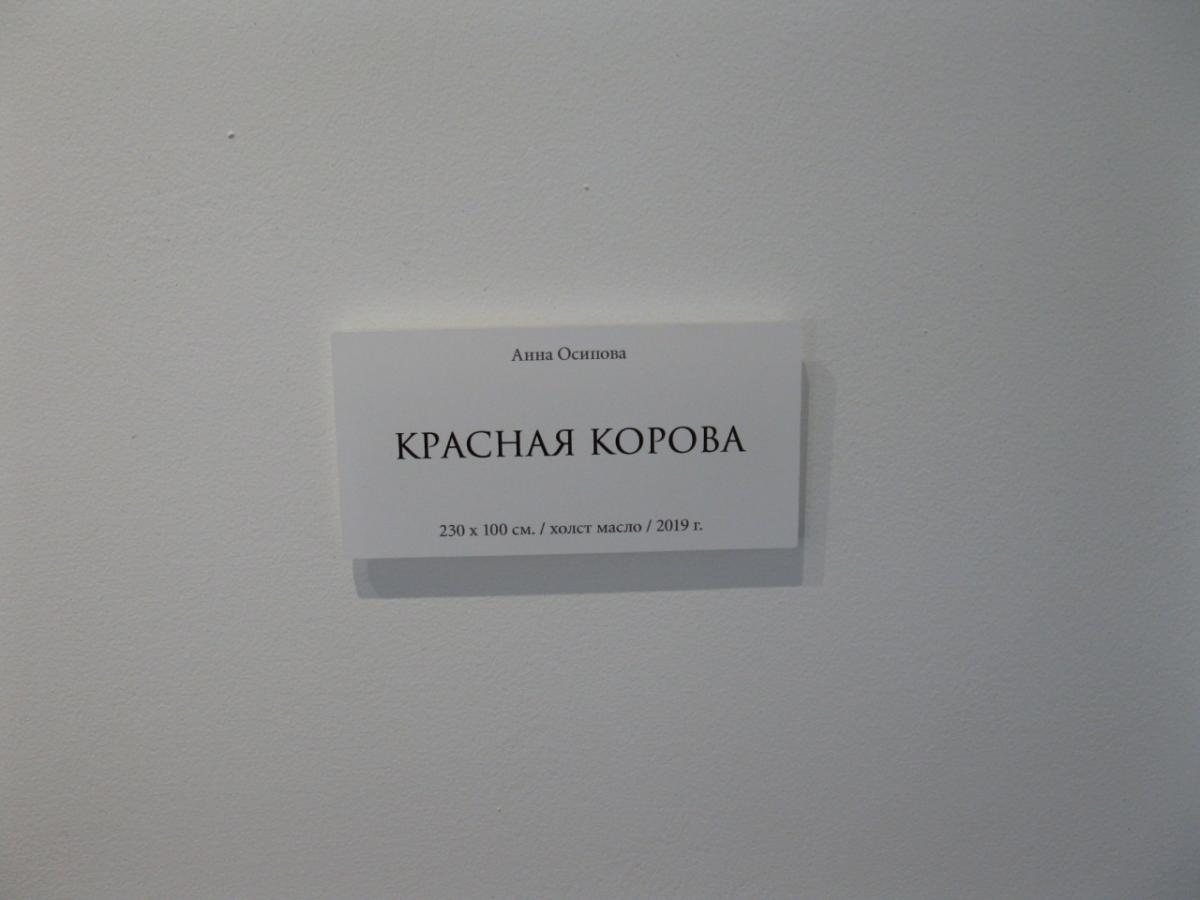 Анна Осипова
КРАСНАЯ КОРОВА
230 х 100 см. / холст масло / 2019 г.